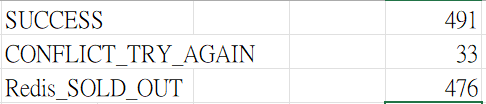 SUCCESS 491
CONFLICT_TRY_AGAIN 33
Redis_SOLD_OUT 476